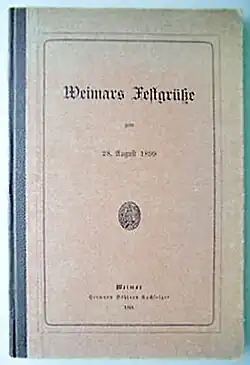 Weimars Festgrüße
zum
28. August 1899
Weimar
Hermann Böhlaus Nachfolger
1899.